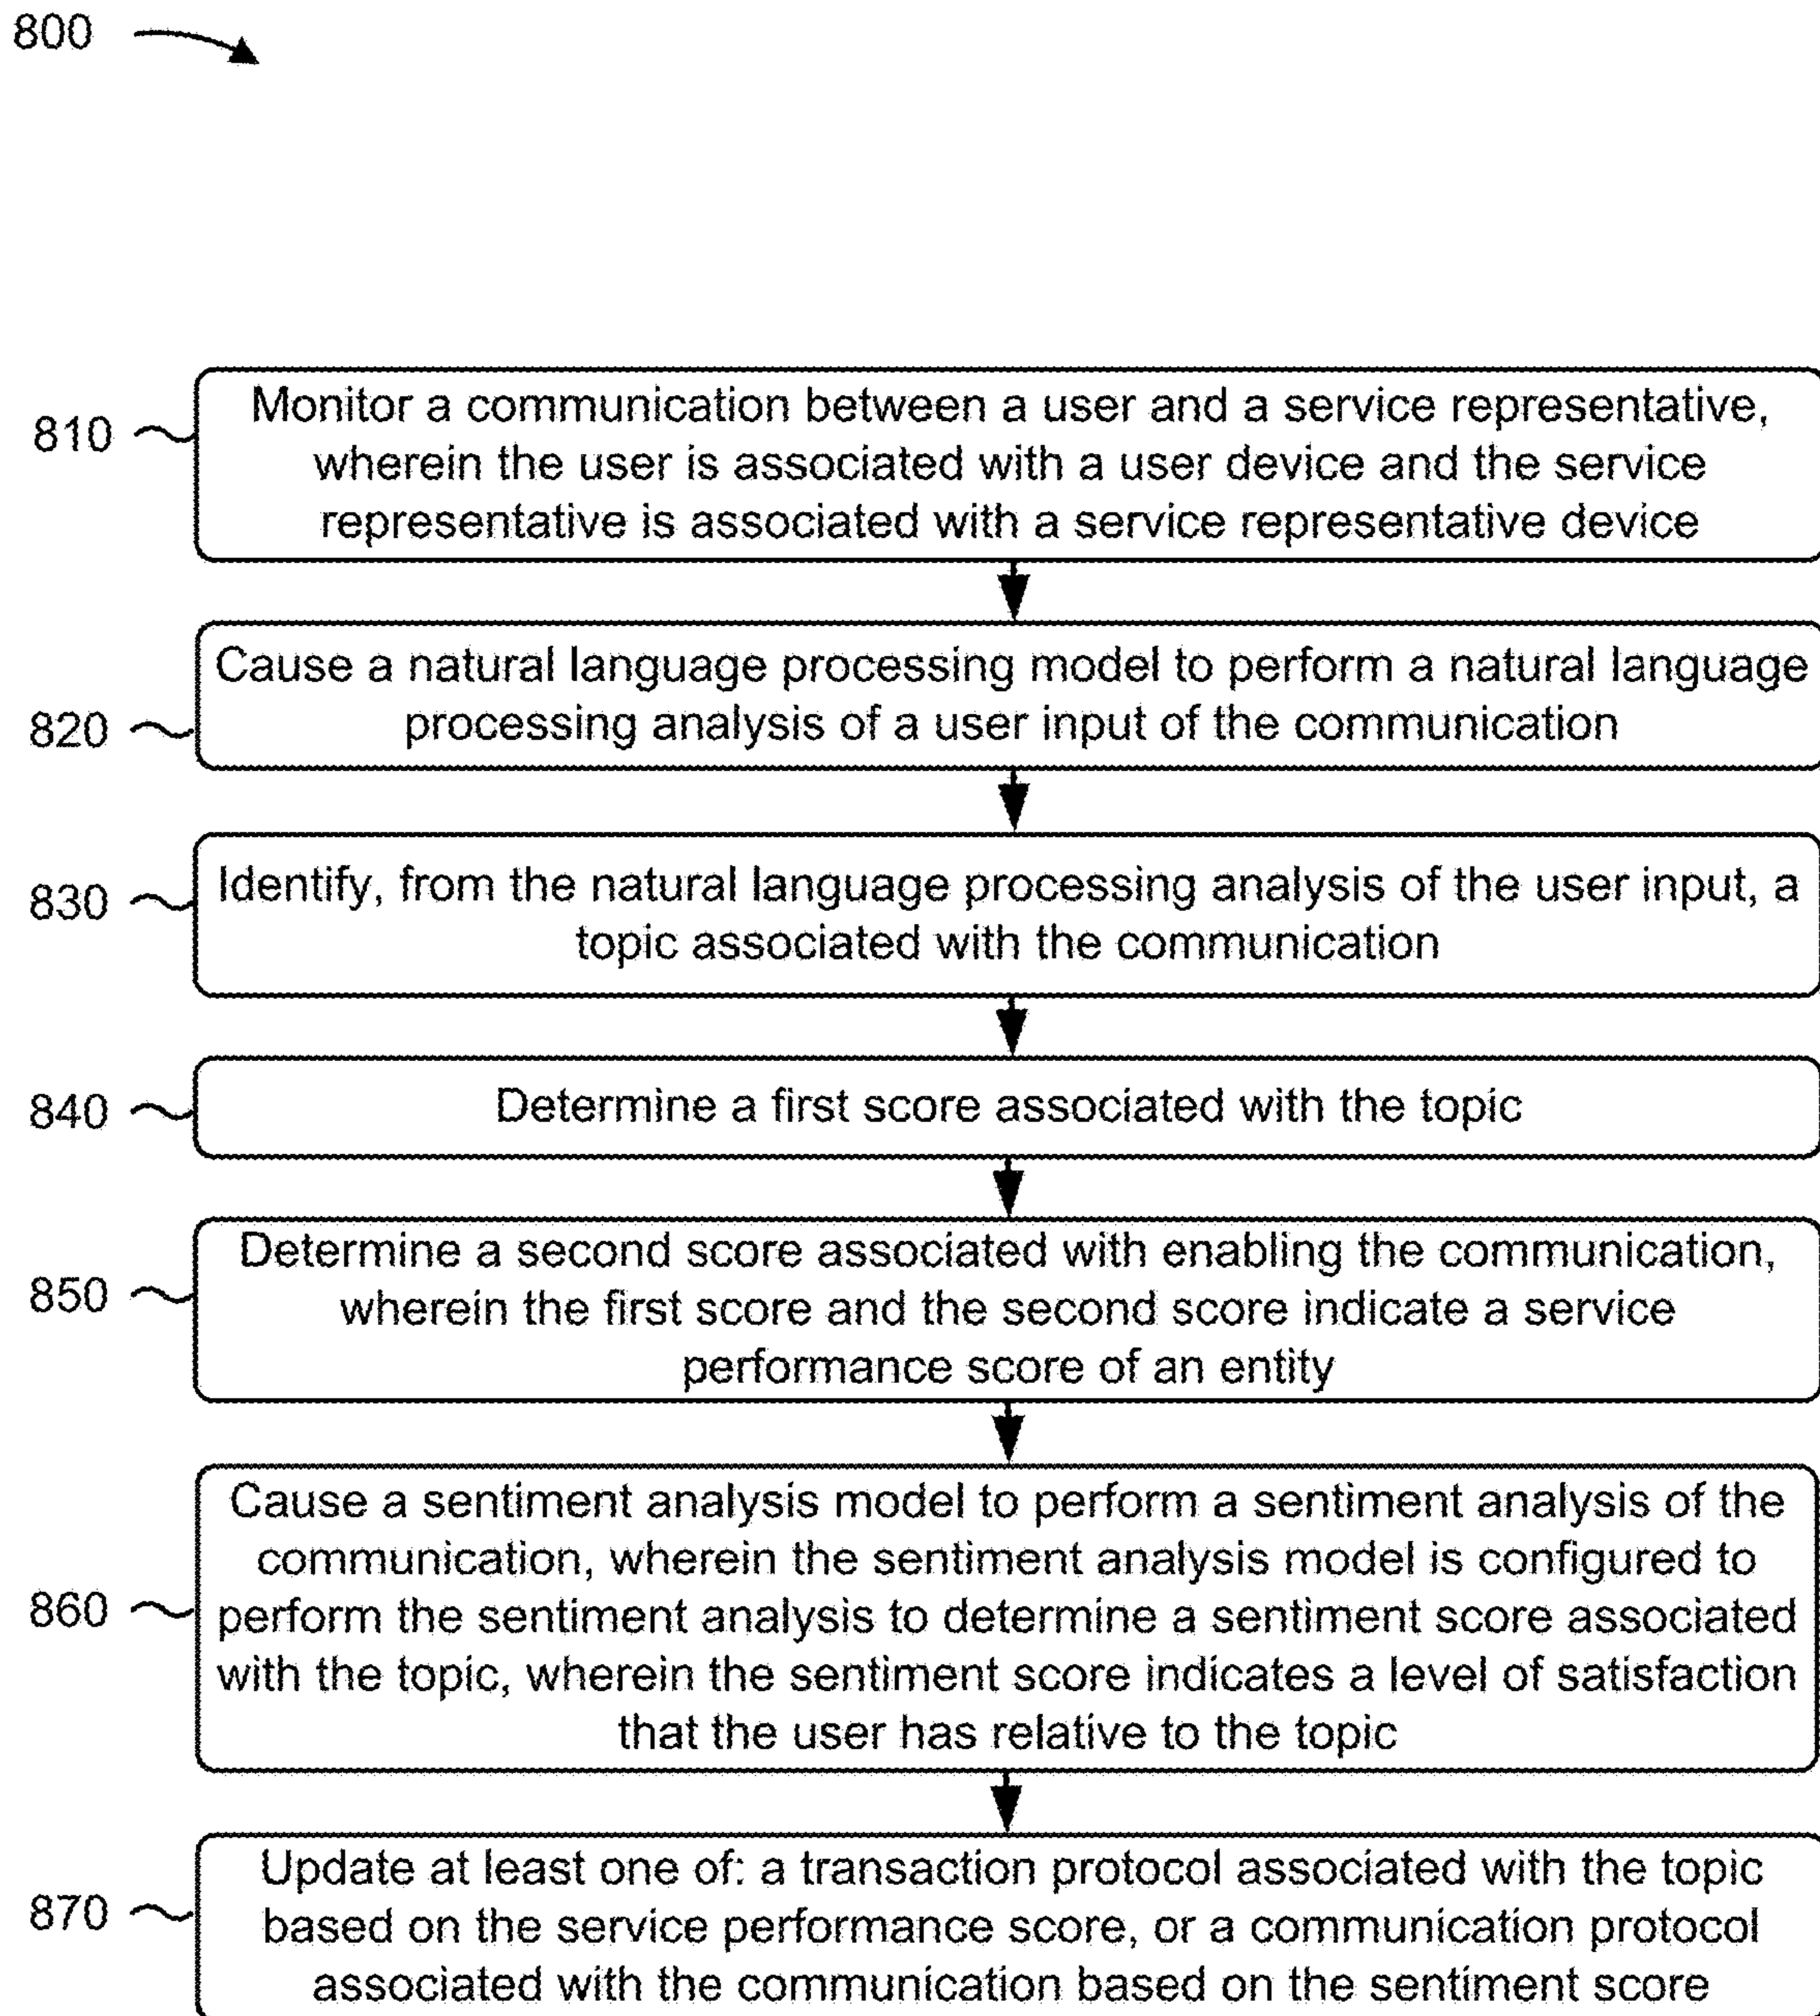 800
810
Monitor a communication between a user and a service representative,
wherein the user is associated with a user device and the service
representative is associated with a service representative device
820
Cause a natural language processing model to perform a natural language
processing analysis of a user input of the communication
830
Identify, from the natural language processing analysis of the user input, a
topic associated with the communication
840
Determine a first score associated with the topic
850
Determine a second score associated with enabling the communication,
wherein the first score and the second score indicate a service
performance score of an entity
860
Cause a sentiment analysis model to perform a sentiment analysis of the
communication, wherein the sentiment analysis model is configured to
perform the sentiment analysis to determine a sentiment score associated
with the topic, wherein the sentiment score indicates a level of satisfaction
that the user has relative to the topic
870
Update at least one of: a transaction protocol associated with the topic
based on the service performance score, or a communication protocol
associated with the communication based on the sentiment score